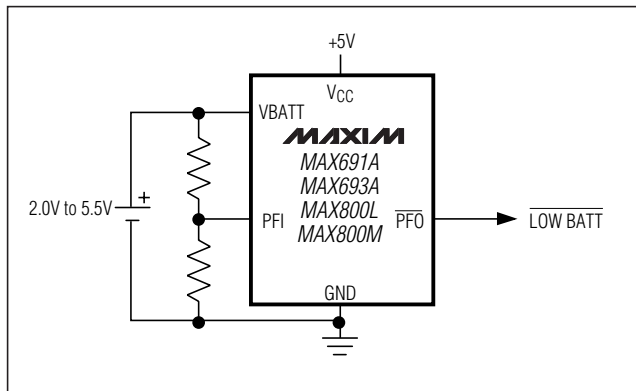 +5V
VCC
VBATT
MAXIM
MAX691A
MAX693A
MAX800L
MAX800M
2.0V to 5.5V
+
PFI
PFO
LOW BATT
GND